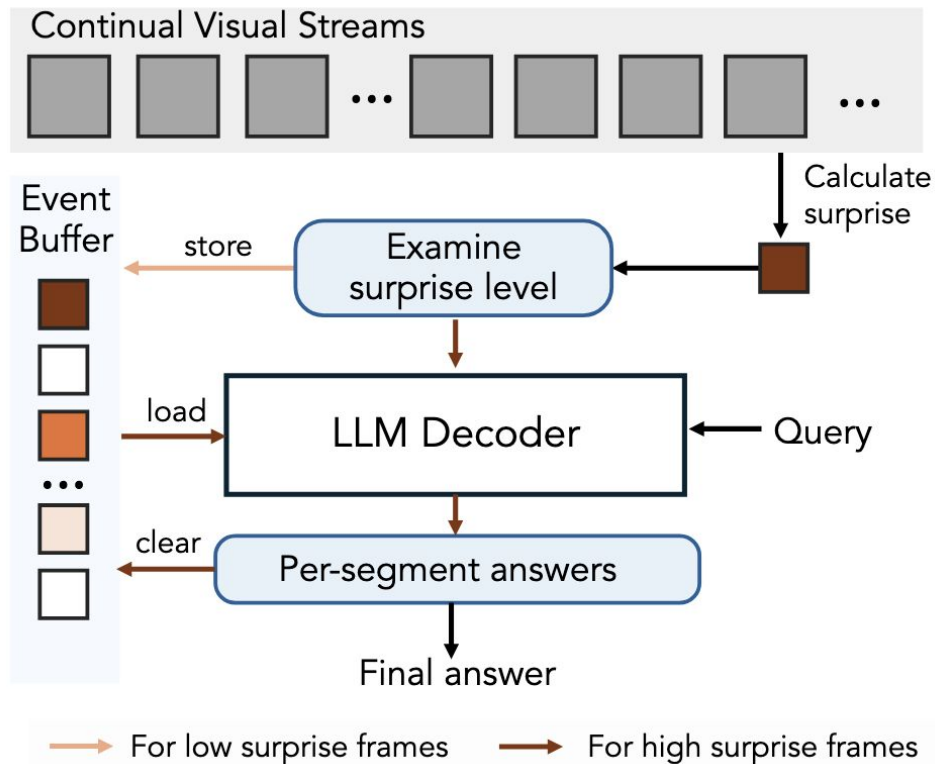 Continual Visual Streams
...
...
Calculate
surprise
Event
Buffer
store
Examine
surprise level
load
LLM Decoder
Query
...
clear
Per-segment answers
Final answer
For low surprise frames
For high surprise frames